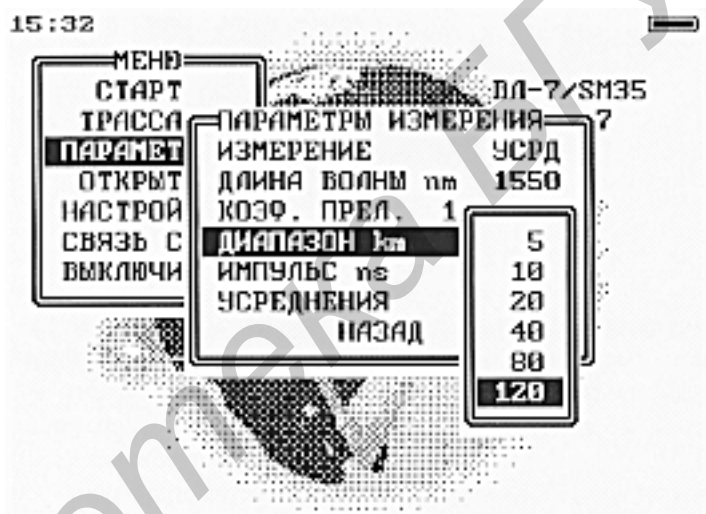 15:32
МЕНЮ
СТАРТ
ТРАССА
ПАРАМЕТ
ОТКРЫТ
НАСТРОЙ
СВЯЗЬ С
ВЫКЛЮЧИ
ВЛ-7/SM35
7
ПАРАМЕТРЫ ИЗМЕРЕНИЯ
ИЗМЕРЕНИЕ УСРД
ДЛИНА ВОЛНЫ nm 1550
КОЭФ. ПРЕЛ. 1
ДИАПАЗОН km
ИМПУЛЬС ns
УСРЕДНЕНИЯ
НАЗАД
5
10
20
40
80
120